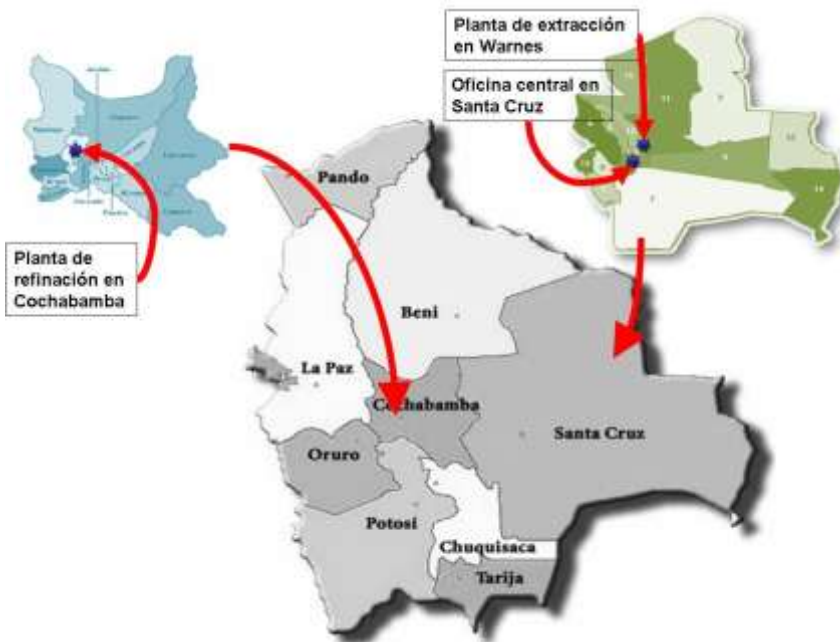 Planta de extracción
en Warnes
Oficina central en
Santa Cruz
Planta de
refinación en
Cochabamba
Pando
Beni
La Paz
Cochabamba
Santa Cruz
Oruro
Potosí
Chuquisaca
Tarija